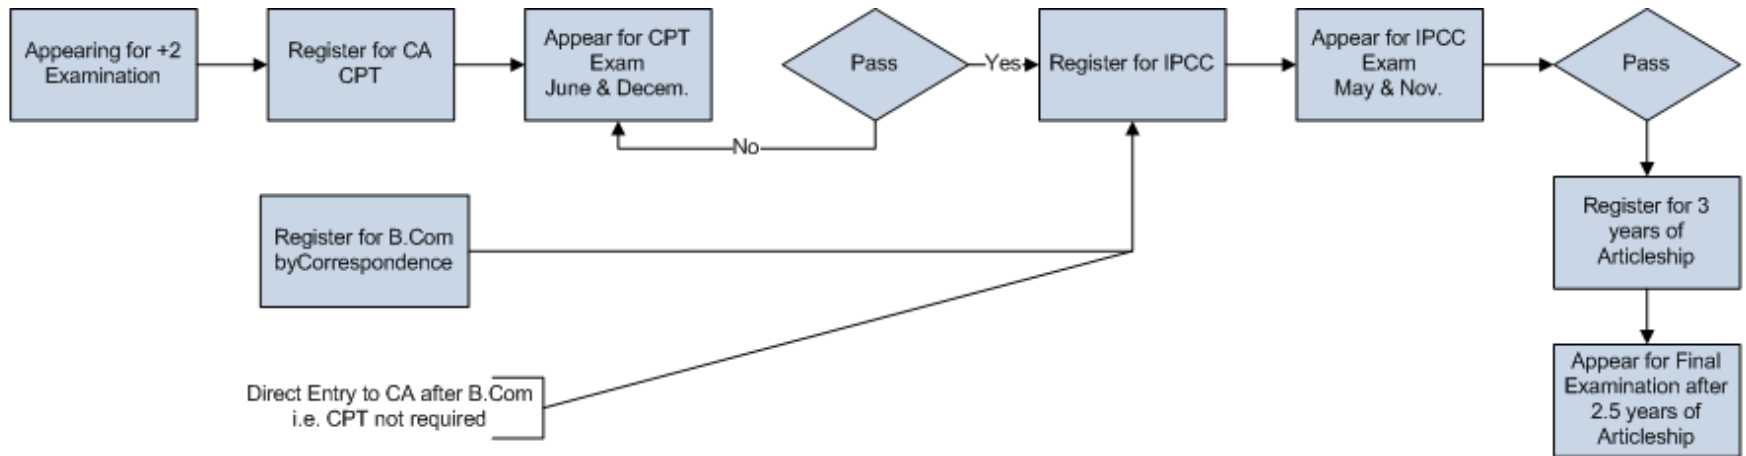 Appearing for +2
Examination
Register for CA
CPT
Appear for CPT
Exam
June & Decem.
Pass
Yes
No
Register for IPCC
Appear for IPCC
Exam
May & Nov.
Pass
Register for B.Com
byCorrespondence
Register for 3
years of
Articleship
Direct Entry to CA after B.Com
i.e. CPT not required
Appear for Final
Examination after
2.5 years of
Articleship